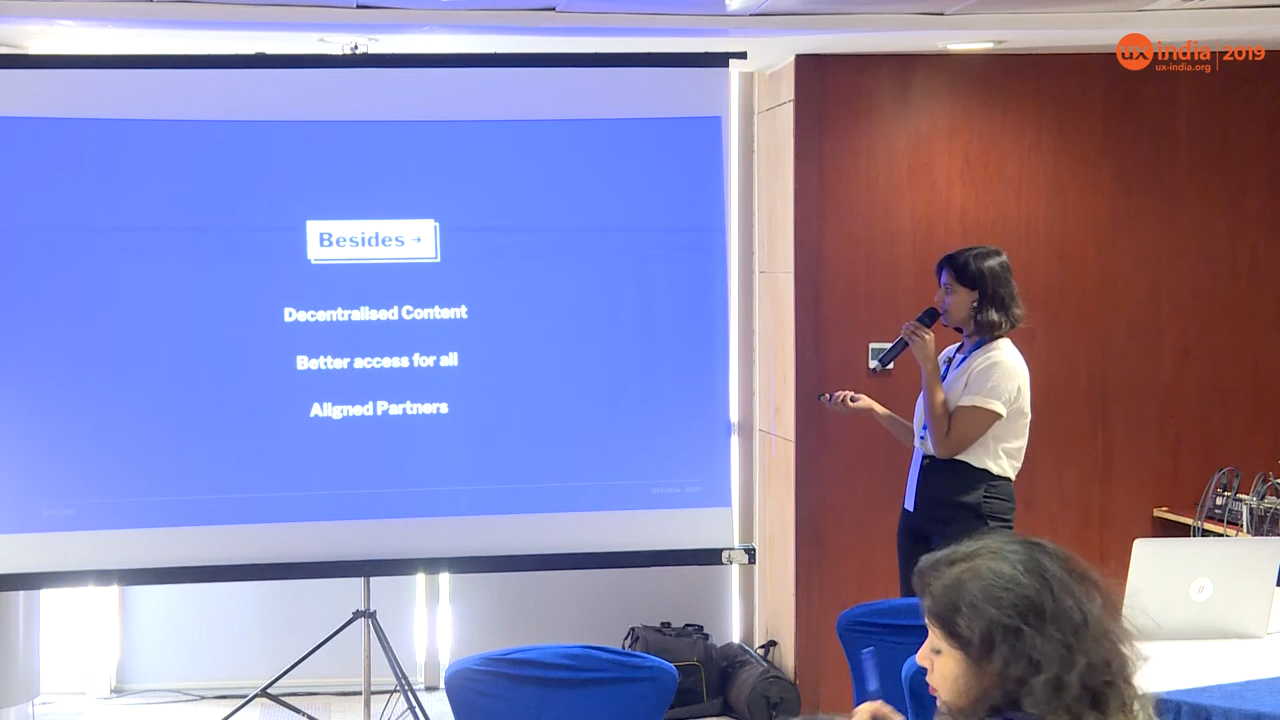 ux india | 2019
ux-india.org
Besides →
Decentralised Content
Better access for all
Aligned Partners